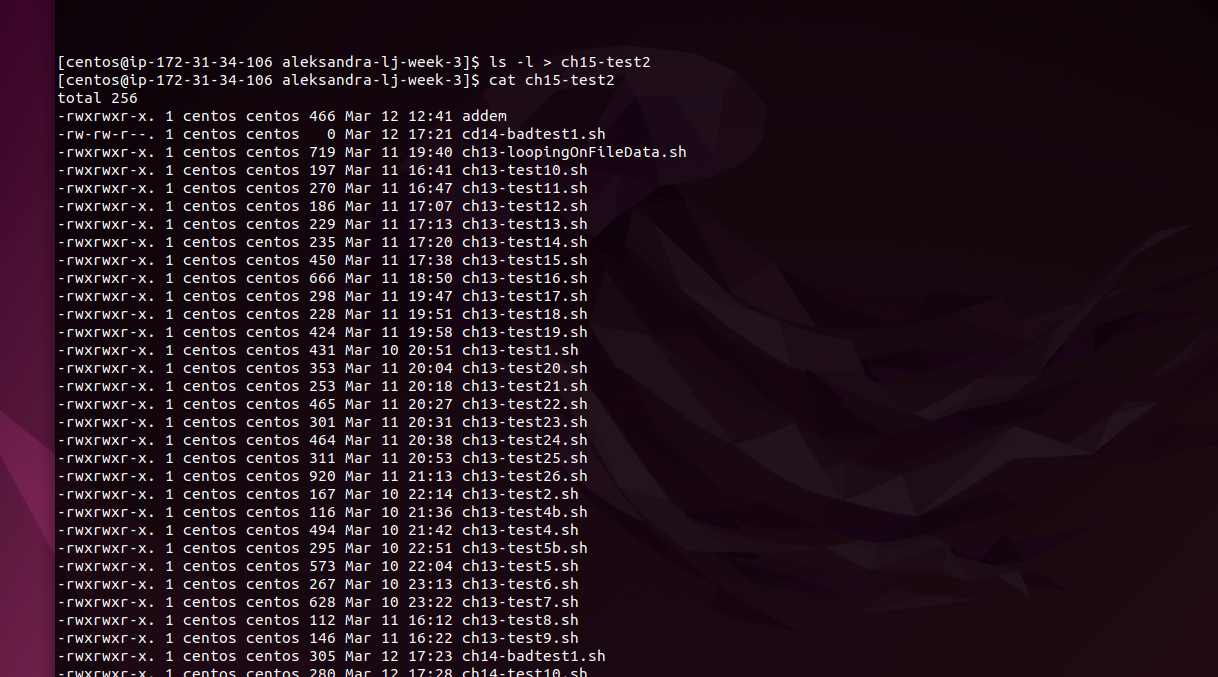 [centos@ip-172-31-34-106 aleksandra-lj-week-3]$ ls -l > ch15-test2
[centos@ip-172-31-34-106 aleksandra-lj-week-3]$ cat ch15-test2
total 256
-rwxrwxr-x. 1 centos centos 466 Mar 12 12:41 addem
-rw-rw-r--. 1 centos centos   0 Mar 12 17:21 cd14-badtest1.sh
-rwxrwxr-x. 1 centos centos 719 Mar 11 19:40 ch13-loopingOnFileData.sh
-rwxrwxr-x. 1 centos centos 197 Mar 11 16:41 ch13-test10.sh
-rwxrwxr-x. 1 centos centos 270 Mar 11 16:47 ch13-test11.sh
-rwxrwxr-x. 1 centos centos 186 Mar 11 17:07 ch13-test12.sh
-rwxrwxr-x. 1 centos centos 229 Mar 11 17:13 ch13-test13.sh
-rwxrwxr-x. 1 centos centos 235 Mar 11 17:20 ch13-test14.sh
-rwxrwxr-x. 1 centos centos 450 Mar 11 17:38 ch13-test15.sh
-rwxrwxr-x. 1 centos centos 666 Mar 11 18:50 ch13-test16.sh
-rwxrwxr-x. 1 centos centos 298 Mar 11 19:47 ch13-test17.sh
-rwxrwxr-x. 1 centos centos 228 Mar 11 19:51 ch13-test18.sh
-rwxrwxr-x. 1 centos centos 424 Mar 11 19:58 ch13-test19.sh
-rwxrwxr-x. 1 centos centos 431 Mar 10 20:51 ch13-test1.sh
-rwxrwxr-x. 1 centos centos 353 Mar 11 20:04 ch13-test20.sh
-rwxrwxr-x. 1 centos centos 253 Mar 11 20:18 ch13-test21.sh
-rwxrwxr-x. 1 centos centos 465 Mar 11 20:27 ch13-test22.sh
-rwxrwxr-x. 1 centos centos 301 Mar 11 20:31 ch13-test23.sh
-rwxrwxr-x. 1 centos centos 464 Mar 11 20:38 ch13-test24.sh
-rwxrwxr-x. 1 centos centos 311 Mar 11 20:53 ch13-test25.sh
-rwxrwxr-x. 1 centos centos 920 Mar 11 21:13 ch13-test26.sh
-rwxrwxr-x. 1 centos centos 167 Mar 10 22:14 ch13-test2.sh
-rwxrwxr-x. 1 centos centos 116 Mar 10 21:36 ch13-test4b.sh
-rwxrwxr-x. 1 centos centos 494 Mar 10 21:42 ch13-test4.sh
-rwxrwxr-x. 1 centos centos 295 Mar 10 22:51 ch13-test5b.sh
-rwxrwxr-x. 1 centos centos 573 Mar 10 22:04 ch13-test5.sh
-rwxrwxr-x. 1 centos centos 267 Mar 10 23:13 ch13-test6.sh
-rwxrwxr-x. 1 centos centos 628 Mar 10 23:22 ch13-test7.sh
-rwxrwxr-x. 1 centos centos 112 Mar 11 16:12 ch13-test8.sh
-rwxrwxr-x. 1 centos centos 146 Mar 11 16:22 ch13-test9.sh
-rwxrwxr-x. 1 centos centos 305 Mar 12 17:23 ch14-badtest1.sh
-rwxrwxr-x. 1 centos centos 280 Mar 12 17:28 ch14-test10.sh